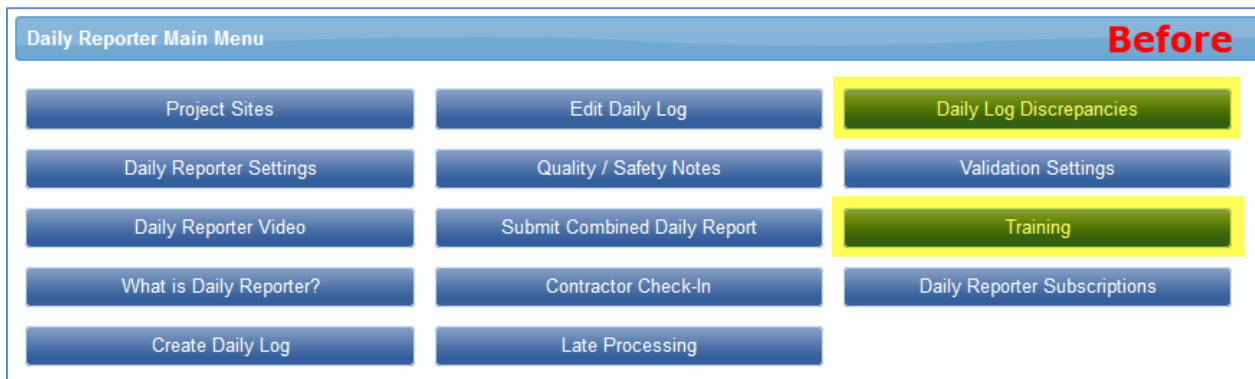 Daily Reporter Main Menu
Before
Project Sites
Edit Daily Log
Daily Log Discrepancies
Daily Reporter Settings
Quality / Safety Notes
Validation Settings
Daily Reporter Video
Submit Combined Daily Report
Training
What is Daily Reporter?
Contractor Check-In
Daily Reporter Subscriptions
Create Daily Log
Late Processing